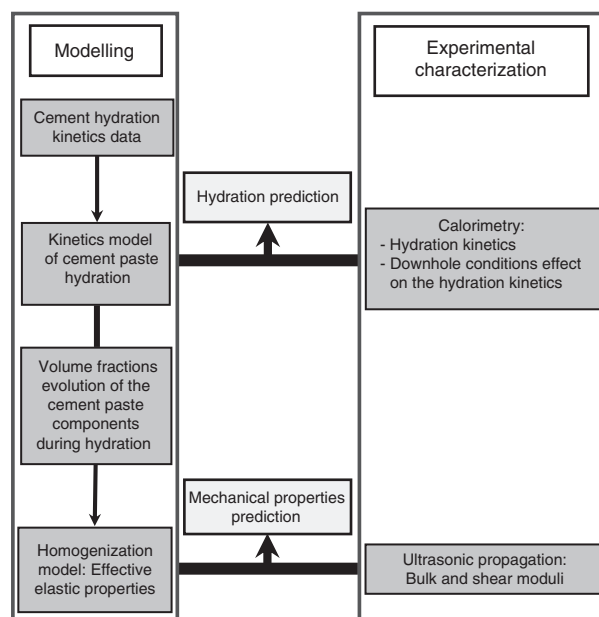 Modelling
Cement hydration
kinetics data
Kinetics model
of cement paste
hydration
Volume fractions
evolution of the
cement paste
components
during hydration
Homogenization
model: Effective
elastic properties
Hydration prediction
Mechanical properties
prediction
Experimental
characterization
Calorimetry:
- Hydration kinetics
- Downhole conditions effect
on the hydration kinetics
Ultrasonic propagation:
Bulk and shear moduli